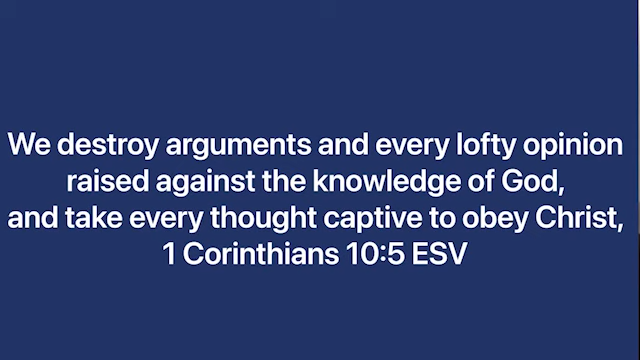 We destroy arguments and every lofty opinion
raised against the knowledge of God,
and take every thought captive to obey Christ,
1 Corinthians 10:5 ESV